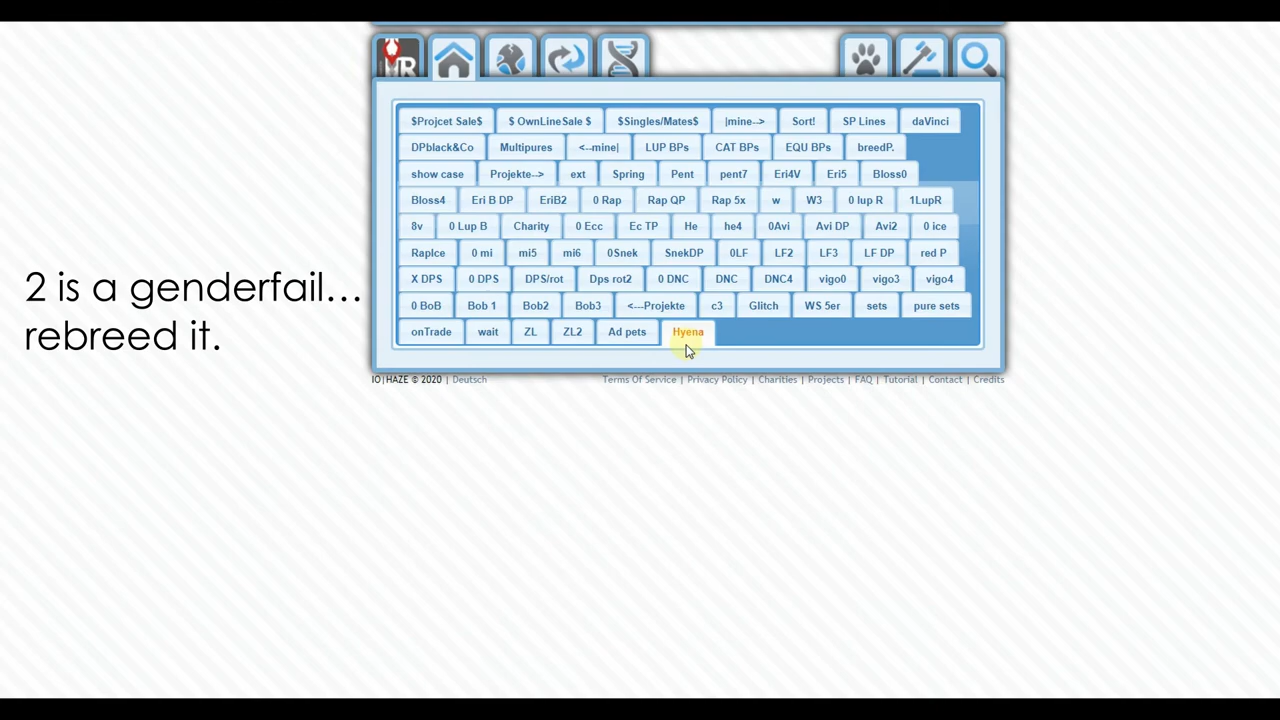 R
$Projcet Sale$ $ OwnLineSale $ $Singles/Mates$ |mine--> Sort! SP Lines daVinci
DPblack&Co Multipures <--mine| LUP BPs CAT BPs EQU BPs breedP.
show case Projekte--> ext Spring Pent pent7 Eri4V Eri5 Bloss0
Bloss4 Eri B DP EriB2 0 Rap Rap QP Rap 5x w W3 0 lup R 1LupR
8v 0 Lup B Charity 0 Ecc Ec TP He he4 0Avi Avi DP Avi2 0 ice
RapIce 0 mi mi5 mi6 0Snek SnekDP 0LF LF2 LF3 LF DP red P
X DPS 0 DPS DPS/rot Dps rot2 0 DNC DNC DNC4 vigo0 vigo3 vigo4
0 BoB Bob 1 Bob2 Bob3 <---Projekte c3 Glitch WS 5er sets pure sets
onTrade wait ZL ZL2 Ad pets Hyena
2 is a genderfail...
rebreed it.
IO|HAZE © 2020 | Deutsch Terms Of Service | Privacy Policy | Charities | Projects | FAQ | Tutorial | Contact | Credits